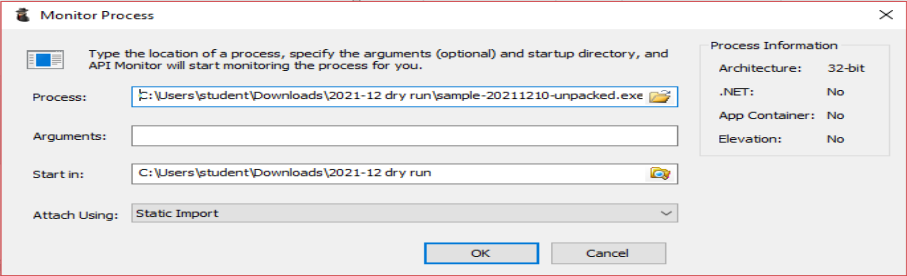 Monitor Process
Type the location of a process, specify the arguments (optional) and startup directory, and
API Monitor will start monitoring the process for you.
Process:
C:\Users\student\Downloads\2021-12 dry run\sample-20211210-unpacked.exe
Arguments:
Start in:
C:\Users\student\Downloads\2021-12 dry run
Attach Using:
Static Import
OK
Cancel
Process Information
Architecture: 32-bit
.NET: No
App Container: No
Elevation: No